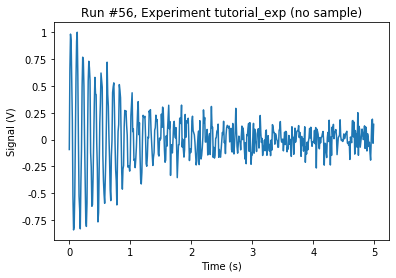 Run #56, Experiment tutorial_exp (no sample)
Signal (V)
1
0.75
0.5
0.25
0
-0.25
-0.5
-0.75
0 1 2 3 4 5
Time (s)